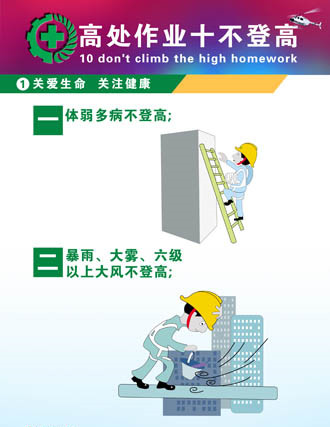 高处作业十不登高
10 don't climb the high homework
1 关爱生命 关注健康
一 体弱多病不登高;
二 暴雨、大雾、六级
以上大风不登高;